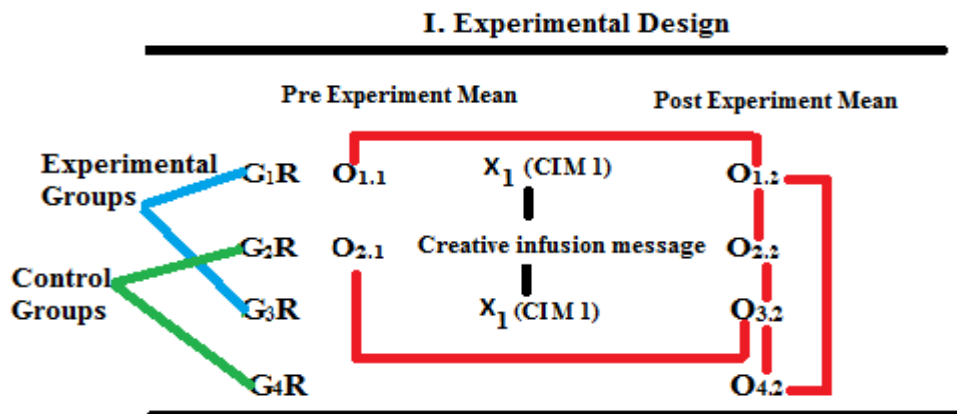 I. Experimental Design
Pre Experiment Mean Post Experiment Mean
Experimental
Groups
G1R O1.1 X1 (CIM 1) O1.2
G2R O2.1 Creative infusion message O2.2
Control
Groups
G3R X1 (CIM 1) O3.2
G4R O4.2